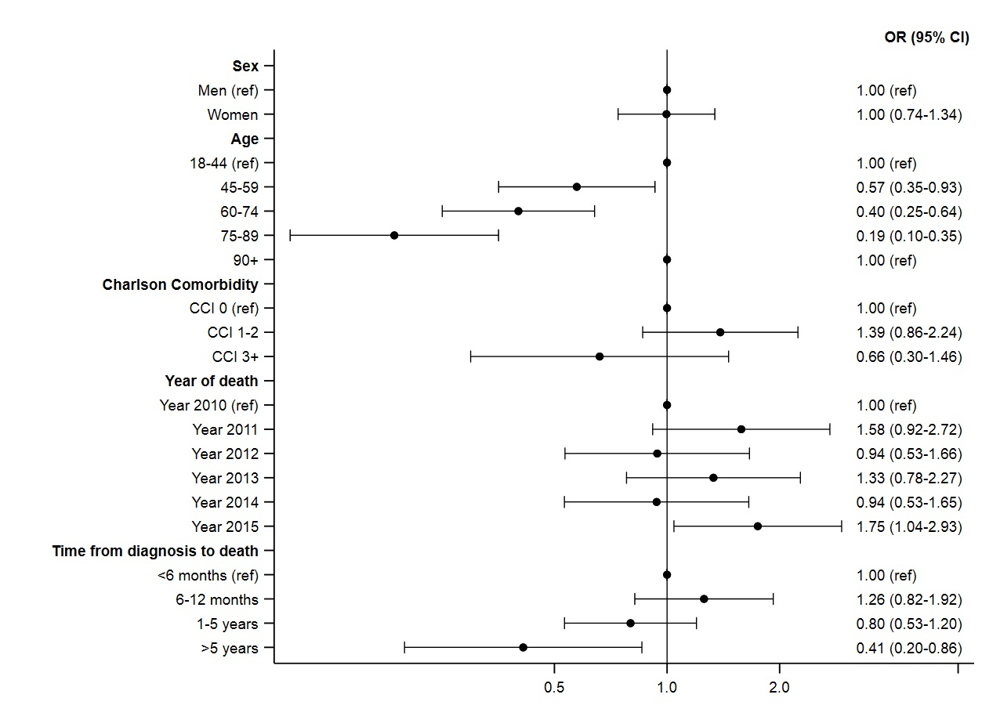 OR (95% CI)
Sex
Men (ref) 1.00 (ref)
Women 1.00 (0.74-1.34)
Age
18-44 (ref) 1.00 (ref)
45-59 0.57 (0.35-0.93)
60-74 0.40 (0.25-0.64)
75-89 0.19 (0.10-0.35)
90+ 1.00 (ref)
Charlson Comorbidity
CCI 0 (ref) 1.00 (ref)
CCI 1-2 1.39 (0.86-2.24)
CCI 3+ 0.66 (0.30-1.46)
Year of death
Year 2010 (ref) 1.00 (ref)
Year 2011 1.58 (0.92-2.72)
Year 2012 0.94 (0.53-1.66)
Year 2013 1.33 (0.78-2.27)
Year 2014 0.94 (0.53-1.65)
Year 2015 1.75 (1.04-2.93)
Time from diagnosis to death
<6 months (ref) 1.00 (ref)
6-12 months 1.26 (0.82-1.92)
1-5 years 0.80 (0.53-1.20)
>5 years 0.41 (0.20-0.86)
0.5 1.0 2.0